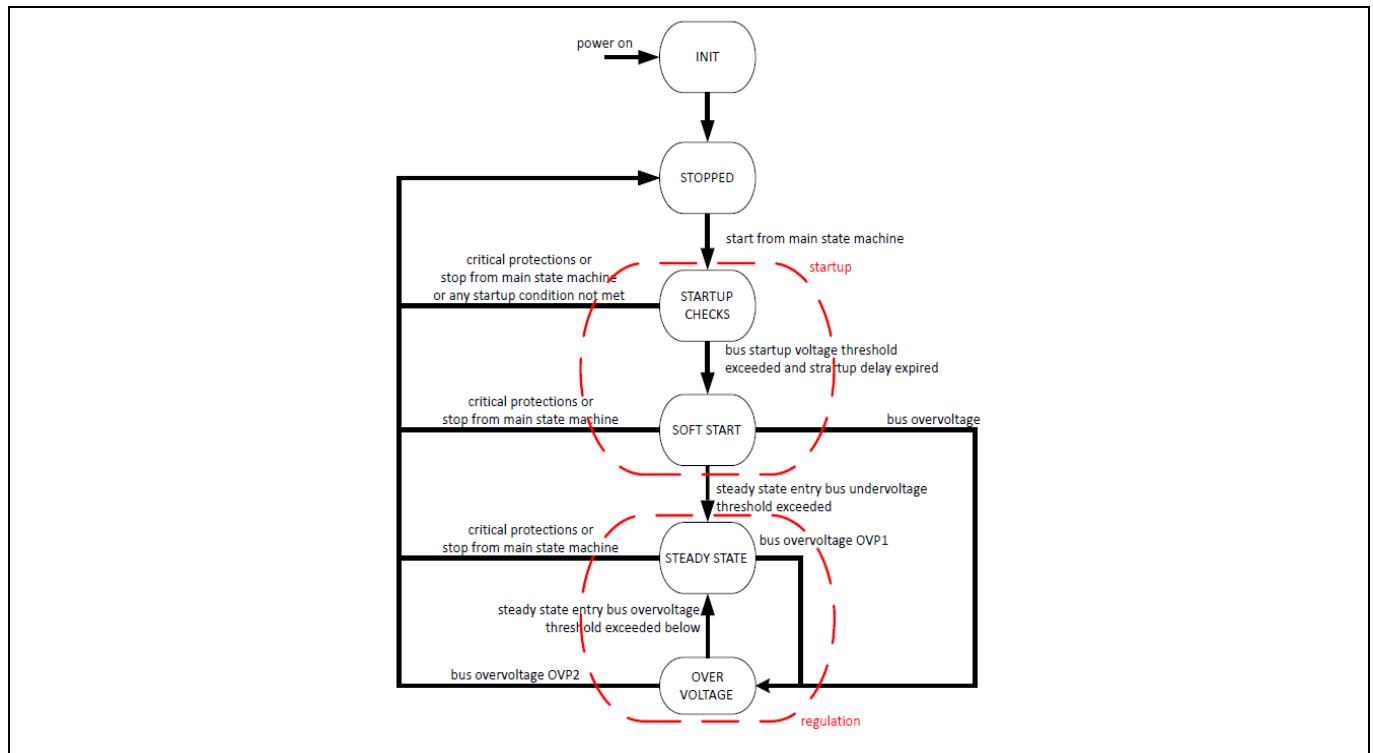 power on
INIT
STOPPED
start from main state machine
critical protections or
stop from main state machine
or any startup condition not met
startup
STARTUP
CHECKS
bus startup voltage threshold
exceeded and strartup delay expired
critical protections or
stop from main state machine
SOFT START
bus overvoltage
steady state entry bus undervoltage
threshold exceeded
critical protections or
stop from main state machine
STEADY STATE
bus overvoltage OVP1
steady state entry bus overvoltage
threshold exceeded below
bus overvoltage OVP2
OVER
VOLTAGE
regulation